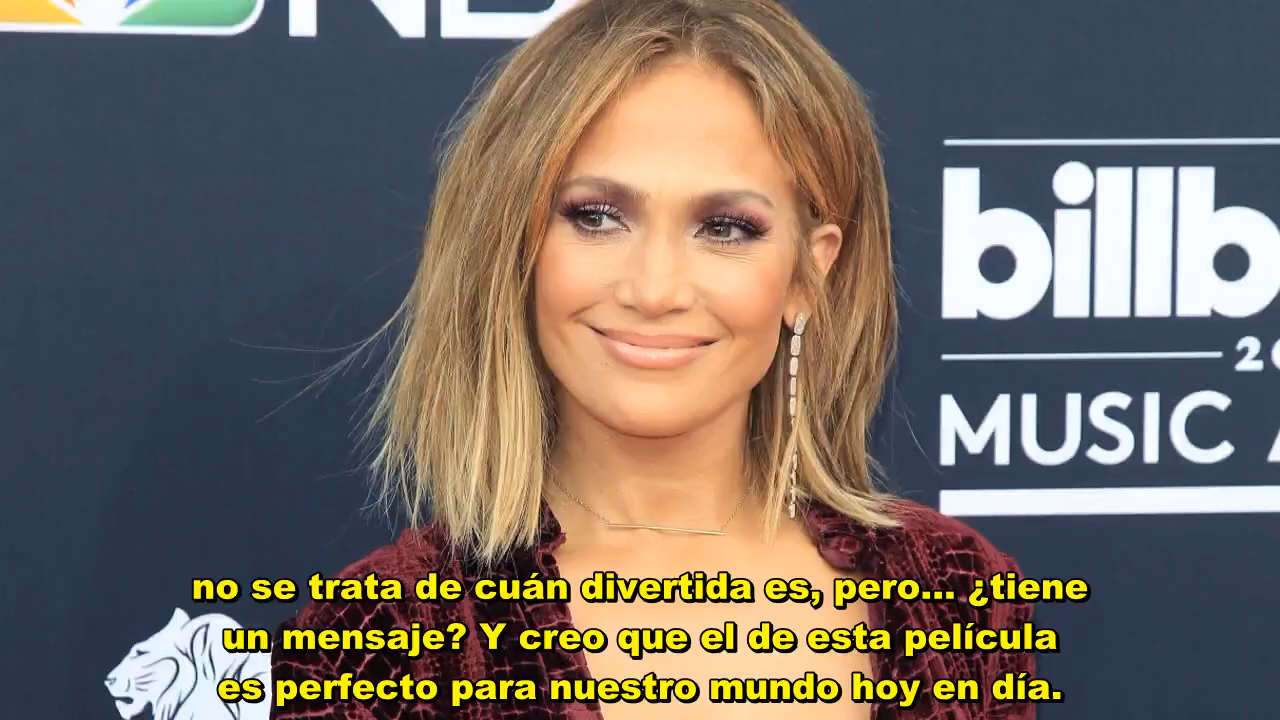 billb
MUSIC
no se trata de cuán divertida es, pero... ¿tiene
un mensaje? Y creo que el de esta película
es perfecto para nuestro mundo hoy en día.